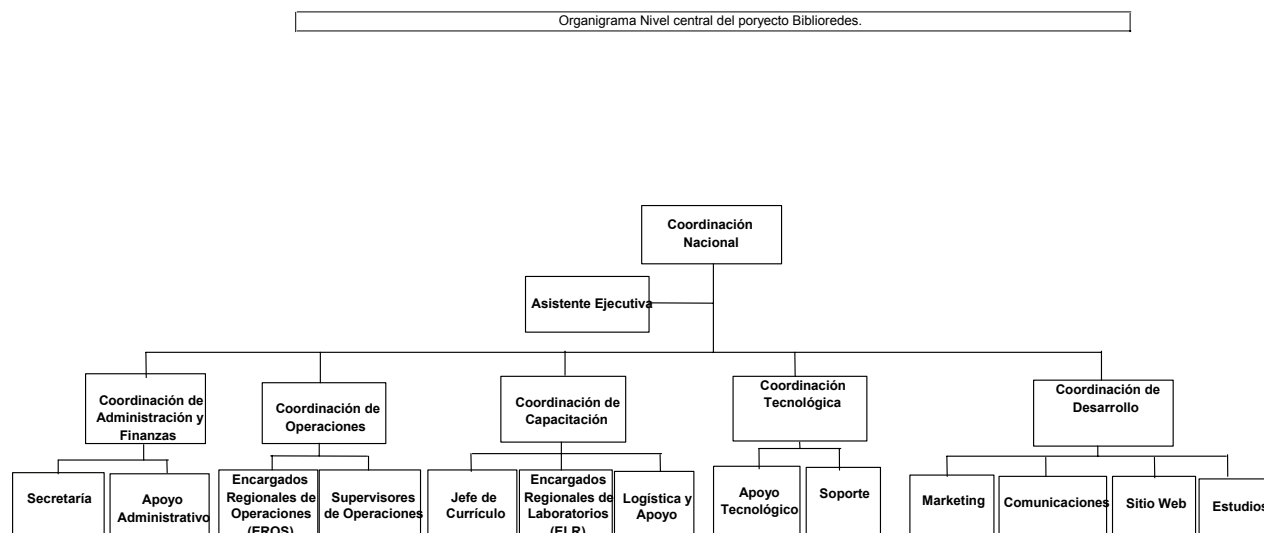 Organigrama Nivel central del poryecto Biblioredes.
Coordinación
Nacional
Asistente Ejecutiva
Coordinación de
Administración y
Finanzas
Coordinación de
Operaciones
Coordinación de
Capacitación
Coordinación
Tecnológica
Coordinación de
Desarrollo
Secretaría
Apoyo
Administrativo
Encargados
Regionales de
Operaciones
(EROS)
Supervisores
de Operaciones
Jefe de
Currículo
Encargados
Regionales de
Laboratorios
(ELR)
Logística y
Apoyo
Apoyo
Tecnológico
Soporte
Marketing
Comunicaciones
Sitio Web
Estudios